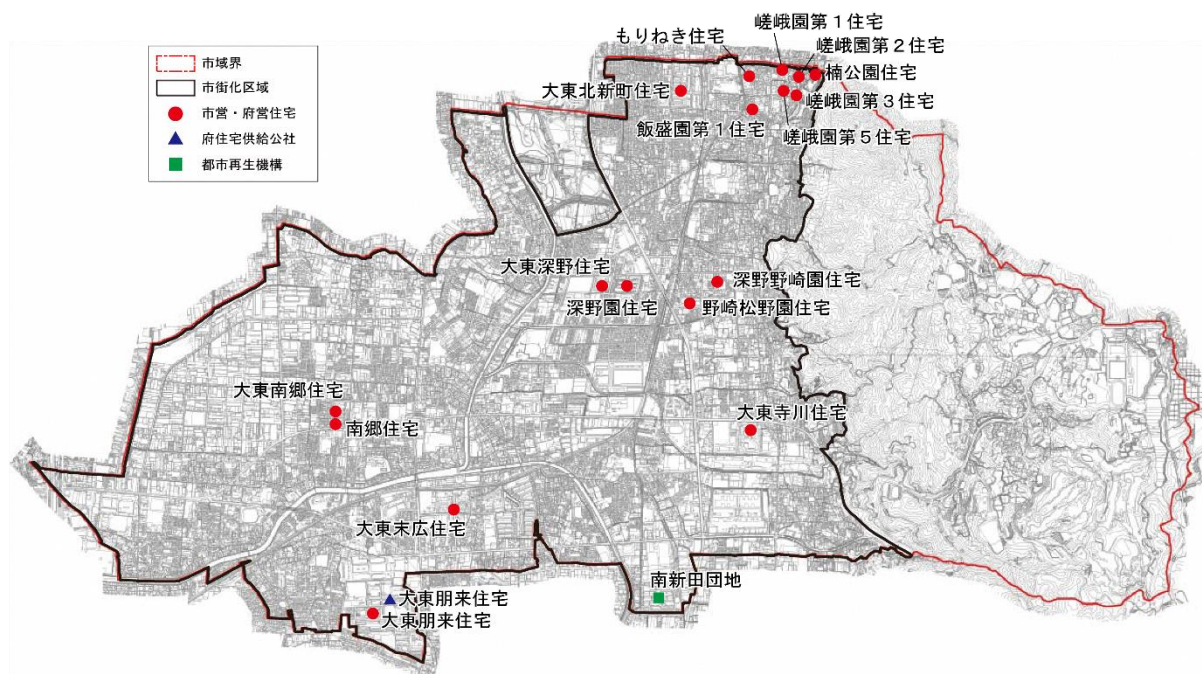 市域界
市街化区域
市営・府営住宅
府住宅供給公社
都市再生機構
もりねき住宅
嵯峨園第１住宅
嵯峨園第２住宅
楠公園住宅
大東北新町住宅
嵯峨園第３住宅
飯盛園第１住宅
嵯峨園第５住宅
大東深野住宅
深野野崎園住宅
深野園住宅
野崎松野園住宅
大東南郷住宅
南郷住宅
大東寺川住宅
大東末広住宅
南新田団地
大東朋来住宅
大東朋来住宅